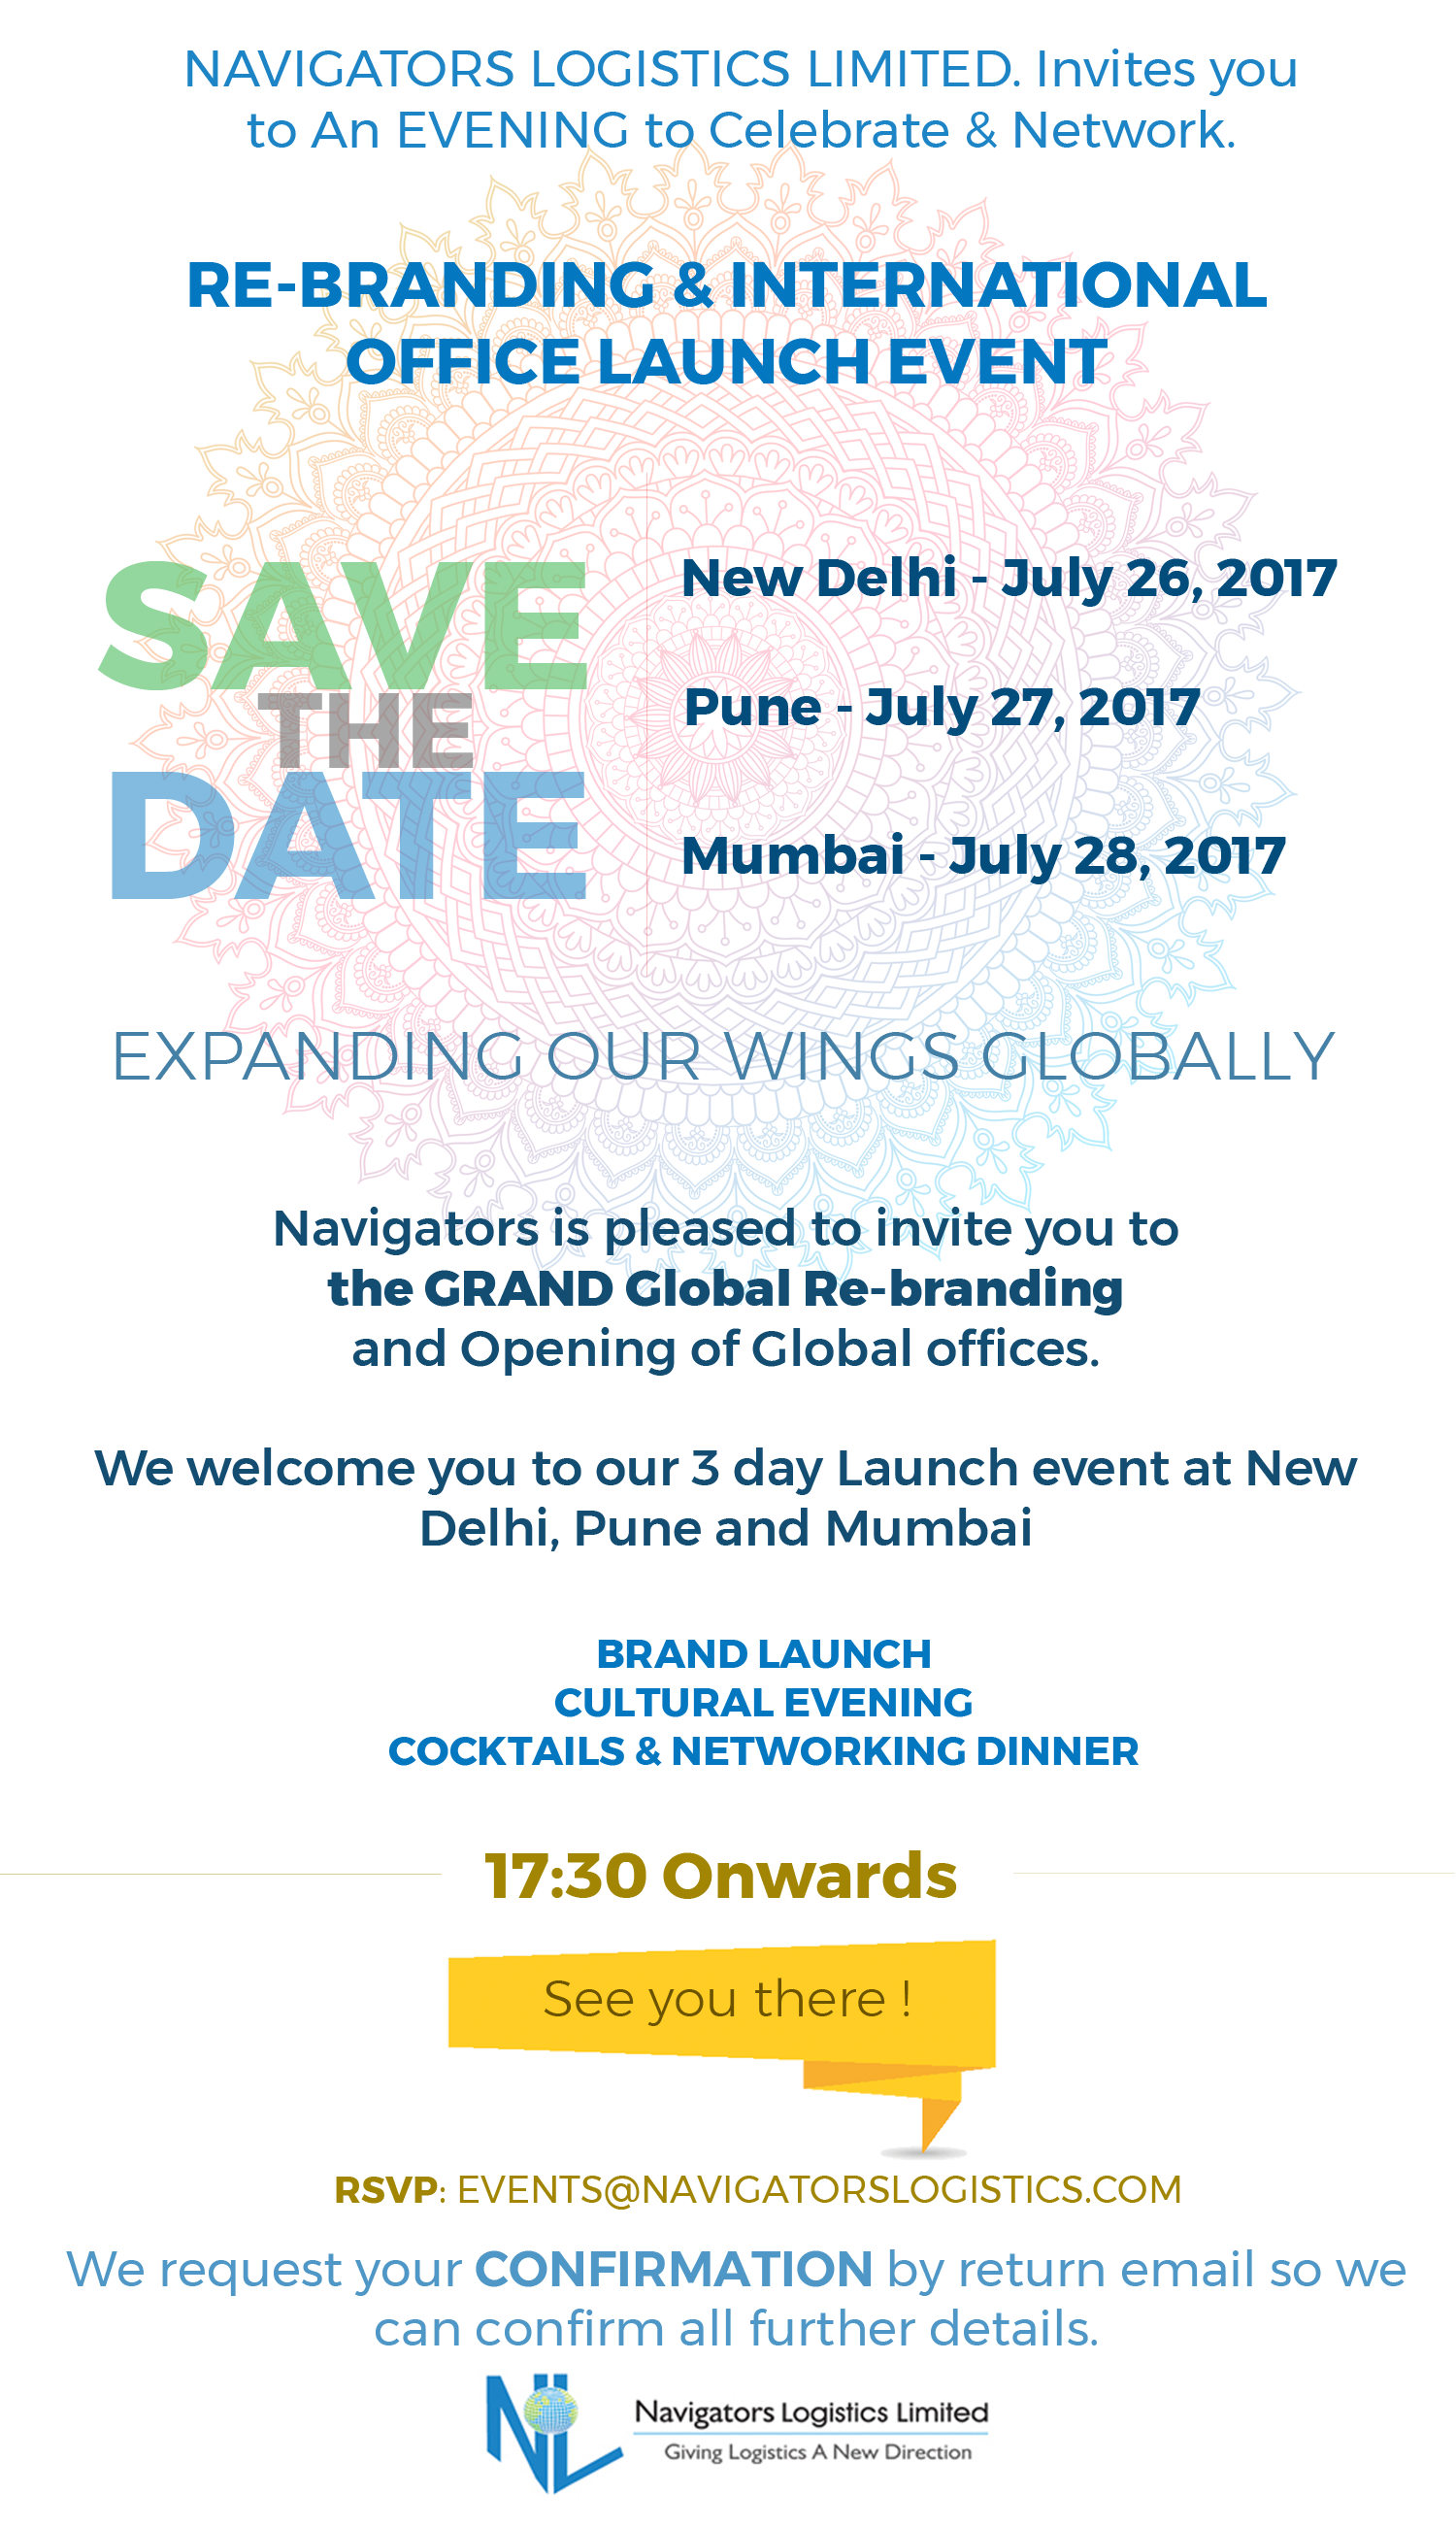 NAVIGATORS LOGISTICS LIMITED. Invites you
to An EVENING to Celebrate & Network.
RE-BRANDING & INTERNATIONAL
OFFICE LAUNCH EVENT
SAVE
THE
DATE
New Delhi - July 26, 2017
Pune - July 27, 2017
Mumbai - July 28, 2017
EXPANDING OUR WINGS GLOBALLY
Navigators is pleased to invite you to
the GRAND Global Re-branding
and Opening of Global offices.
We welcome you to our 3 day Launch event at New
Delhi, Pune and Mumbai
BRAND LAUNCH
CULTURAL EVENING
COCKTAILS & NETWORKING DINNER
17:30 Onwards
See you there !
RSVP: EVENTS@NAVIGATORSLOGISTICS.COM
We request your CONFIRMATION by return email so we
can confirm all further details.
NL
Navigators Logistics Limited
Giving Logistics A New Direction